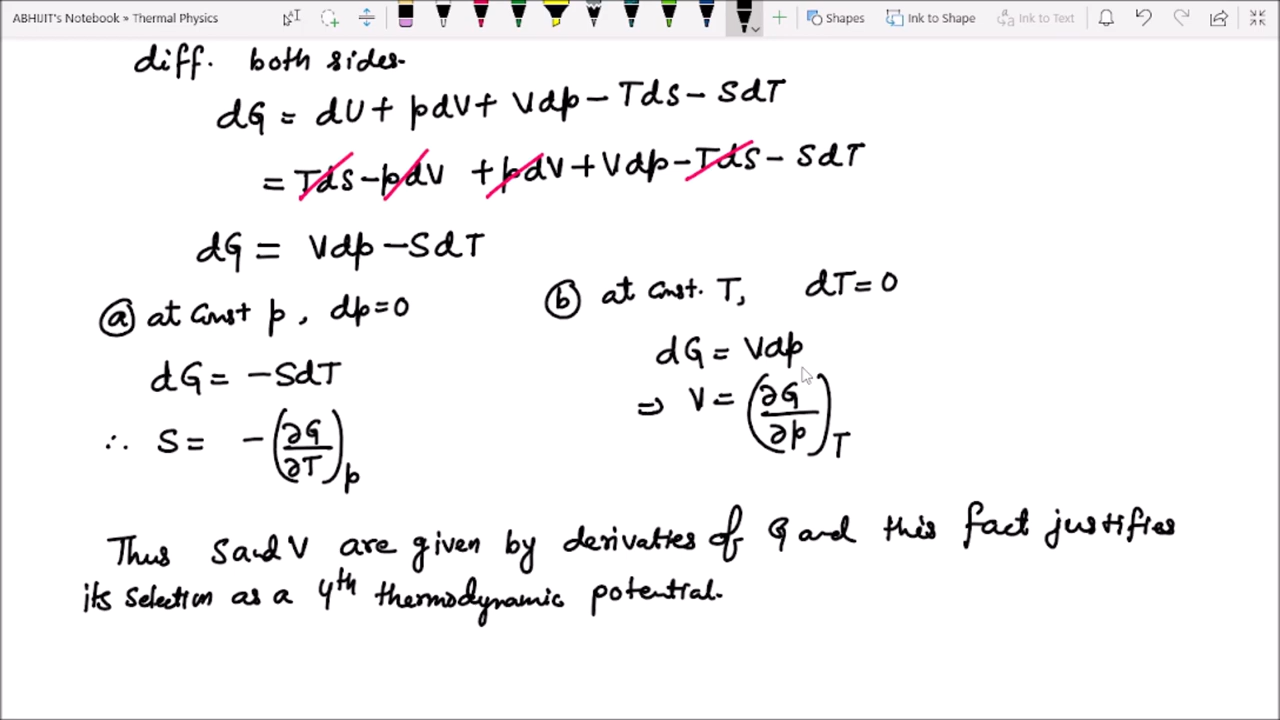 ABHIJIT's Notebook » Thermal Physics
Shapes
Ink to Shape
Ink to Text
diff. both sides.
dG = dU + pdV + Vdp - TdS - SdT
= TdS - pdV + pdV + Vdp - TdS - SdT
dG = Vdp - SdT
(a) at const p, dp=0
dG = -SdT
∴ S = -(∂G/∂T)p
(b) at const. T, dT=0
dG = Vdp
⇒ V = (∂G/∂p)T
Thus S and V are given by derivaties of G and this fact justifies
its selection as a 4th thermodynamic potential.